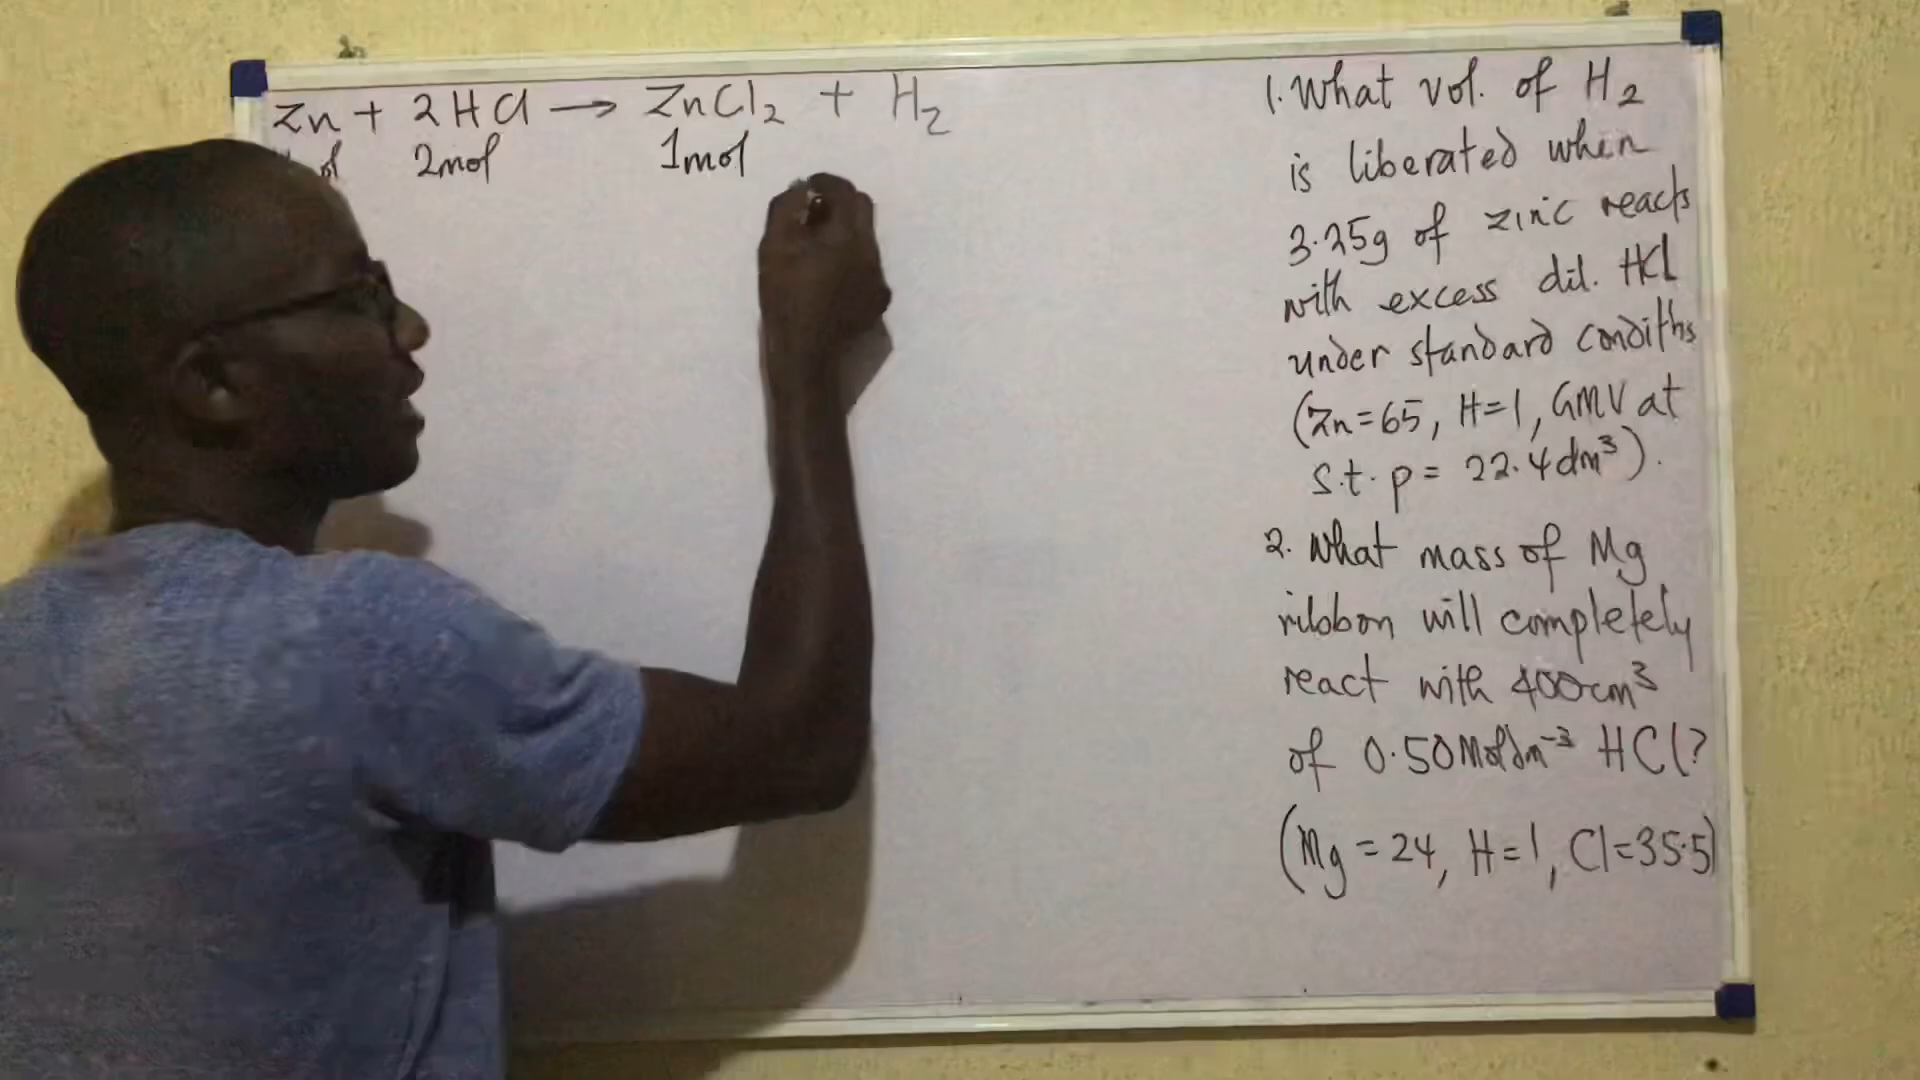 Zn + 2HCl → ZnCl₂ + H₂
2mol 1mol
1. What vol. of H₂
is liberated when
3.25g of zinc reacts
with excess dil. HCl
under standard conditns
(Zn=65, H=1, GMV at
s.t.p = 22.4dm³).
2. What mass of Mg
ribbon will completely
react with 400cm³
of 0.50moldm⁻³ HCl?
(Mg = 24, H=1, Cl=35.5)